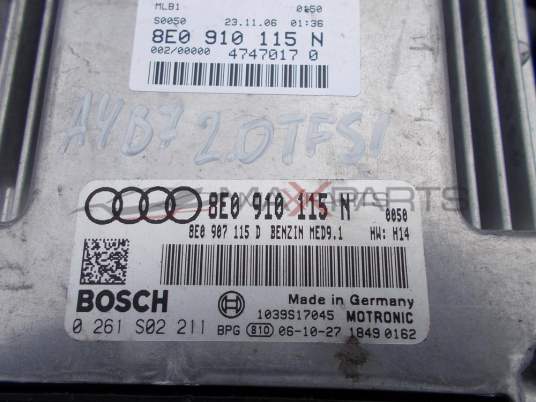 MLB1 0150
S0050 23.11.06 01:36
8E0 910 115 N
002/00000 4747017 0
A4B7 2.0TFSI
MAXXPARTS
8E0 910 115 N 0050
8E0 907 115 D BENZIN MED9.1 HW: H14
BOSCH
Made in Germany
1039S17045 MOTRONIC
0 261 S02 211 BPG 810 06-10-27 1849 0162